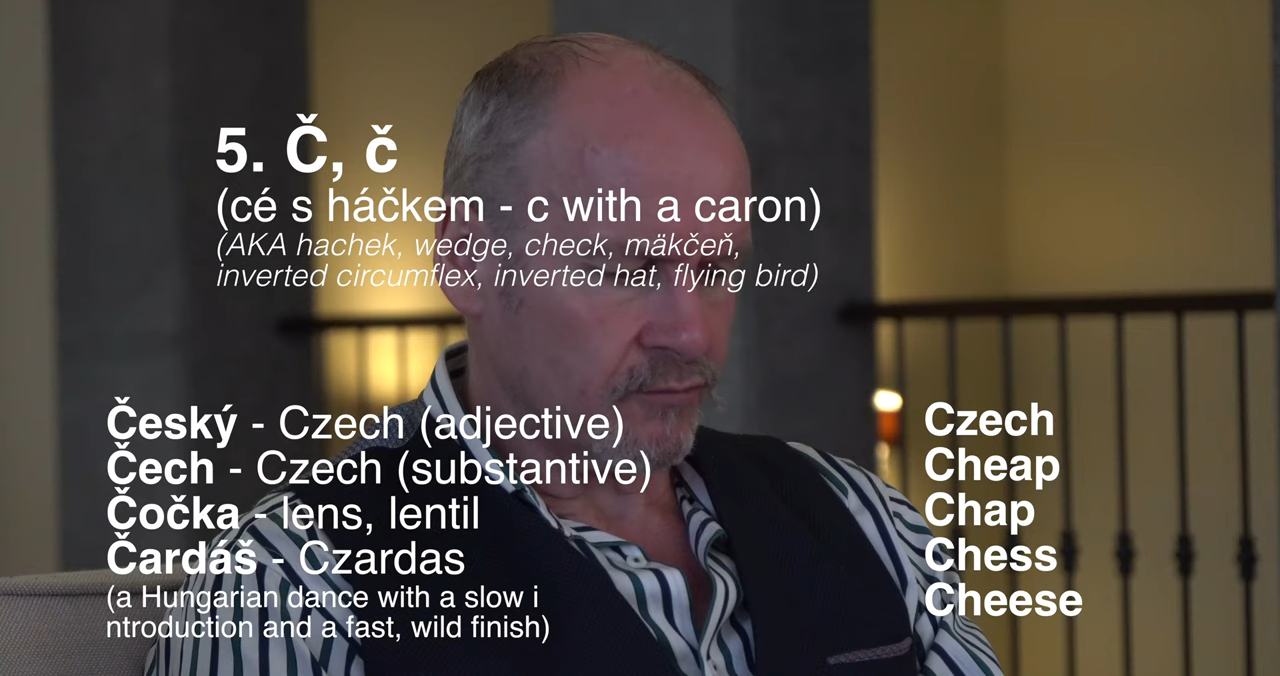 5. Č, č
(cé s háčkem - c with a caron)
(AKA hachek, wedge, check, mäkčeň,
inverted circumflex, inverted hat, flying bird)
Český - Czech (adjective)
Čech - Czech (substantive)
Čočka - lens, lentil
Čardáš - Czardas
(a Hungarian dance with a slow i
ntroduction and a fast, wild finish)
Czech
Cheap
Chap
Chess
Cheese